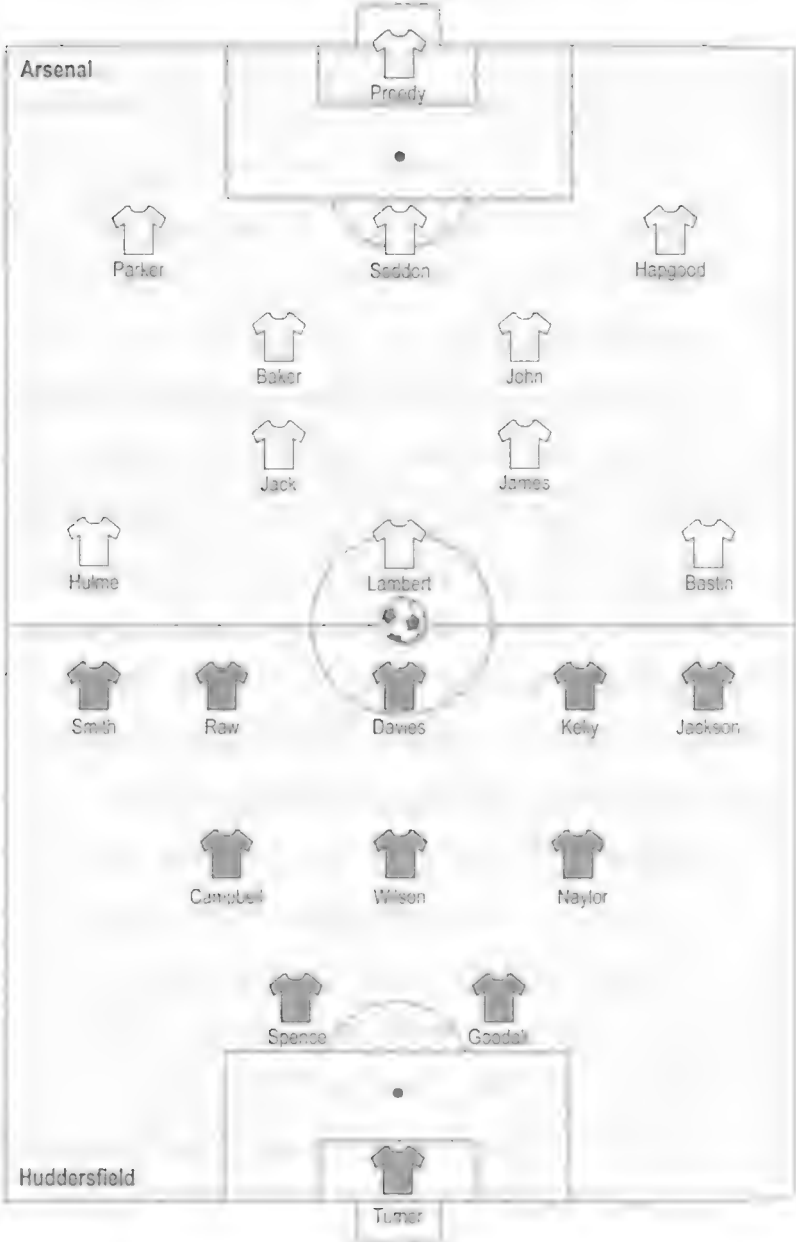 Arsenal
Preedy
Parker Seddon Hapgood
Baker John
Jack James
Hulme Lambert Bastin
Smith Raw Davies Kelly Jackson
Campbell Wilson Naylor
Spence Goodall
Huddersfield
Turner